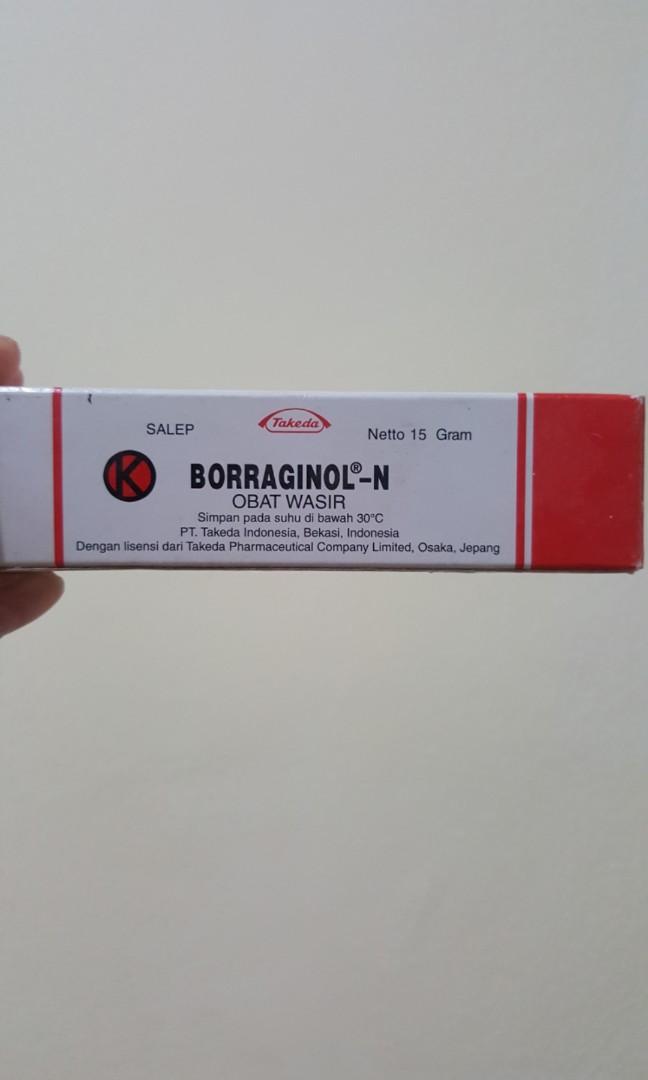 SALEP
Takeda
Netto 15 Gram
K
BORRAGINOL®-N
OBAT WASIR
Simpan pada suhu di bawah 30°C
PT. Takeda Indonesia, Bekasi, Indonesia
Dengan lisensi dari Takeda Pharmaceutical Company Limited, Osaka, Jepang